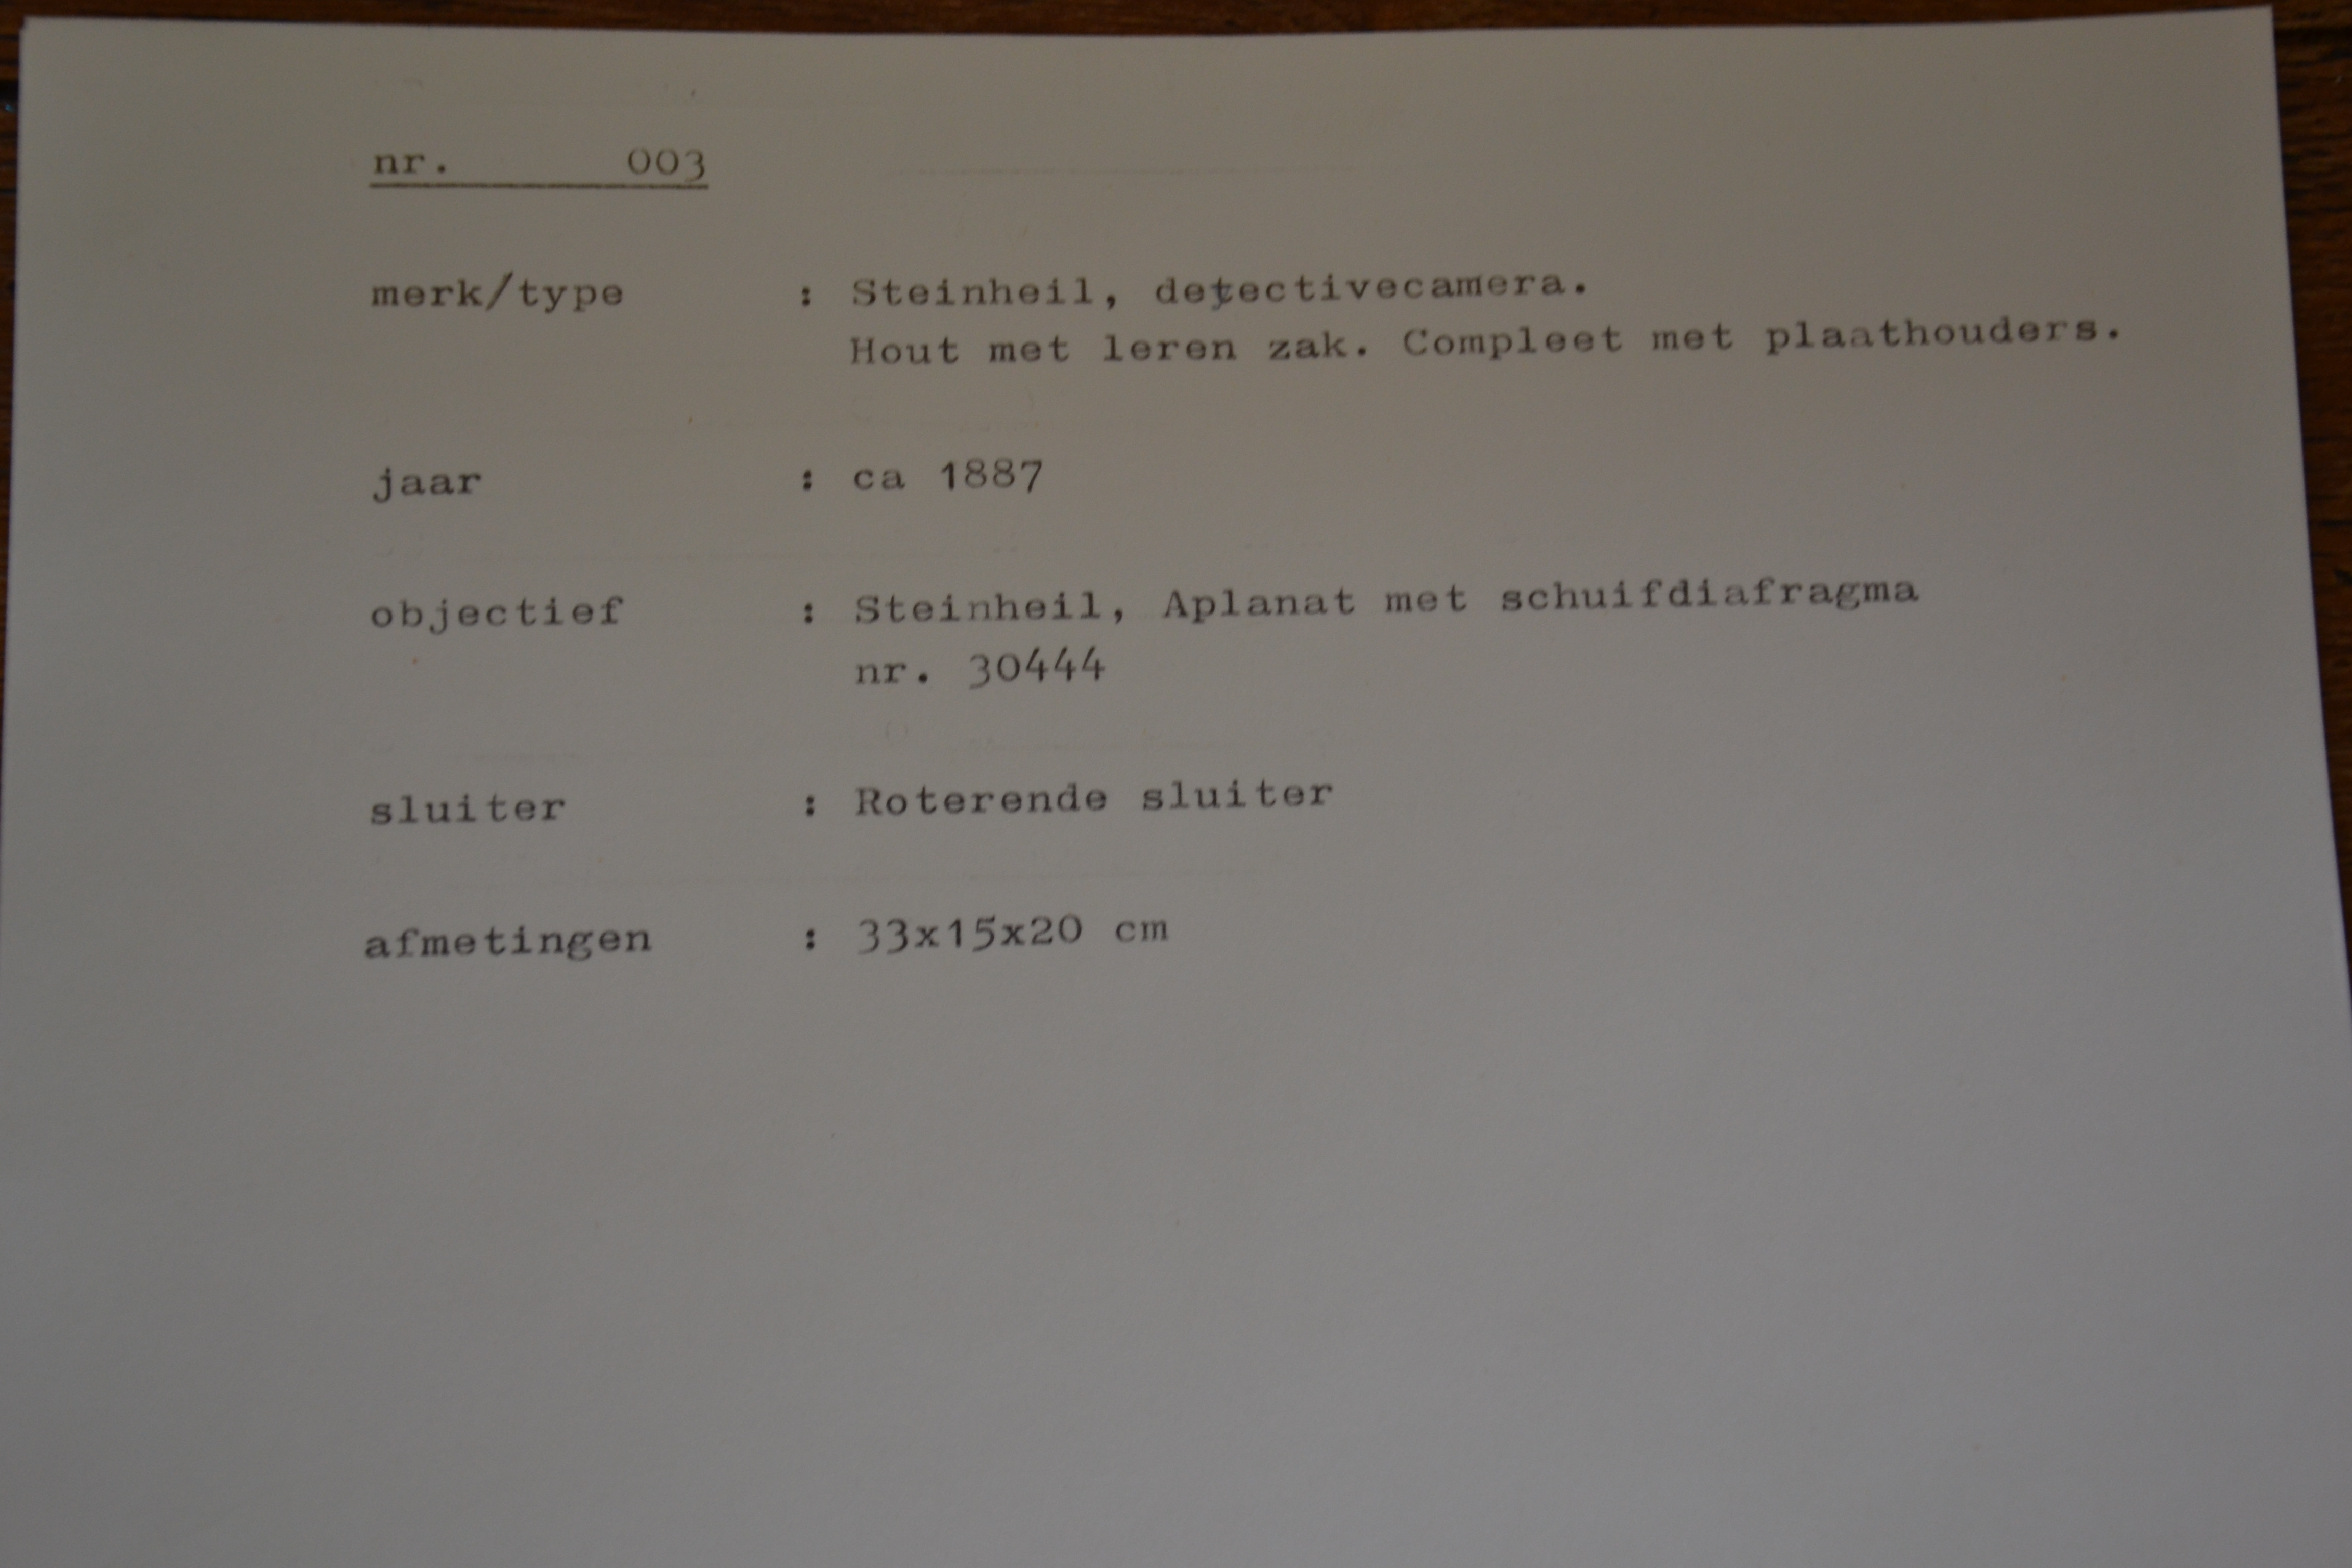 nr. 003
merk/type : Steinheil, detectivecamera.
Hout met leren zak. Compleet met plaathouders.
jaar : ca 1887
objectief : Steinheil, Aplanat met schuifdiafragma
nr. 30444
sluiter : Roterende sluiter
afmetingen : 33x15x20 cm